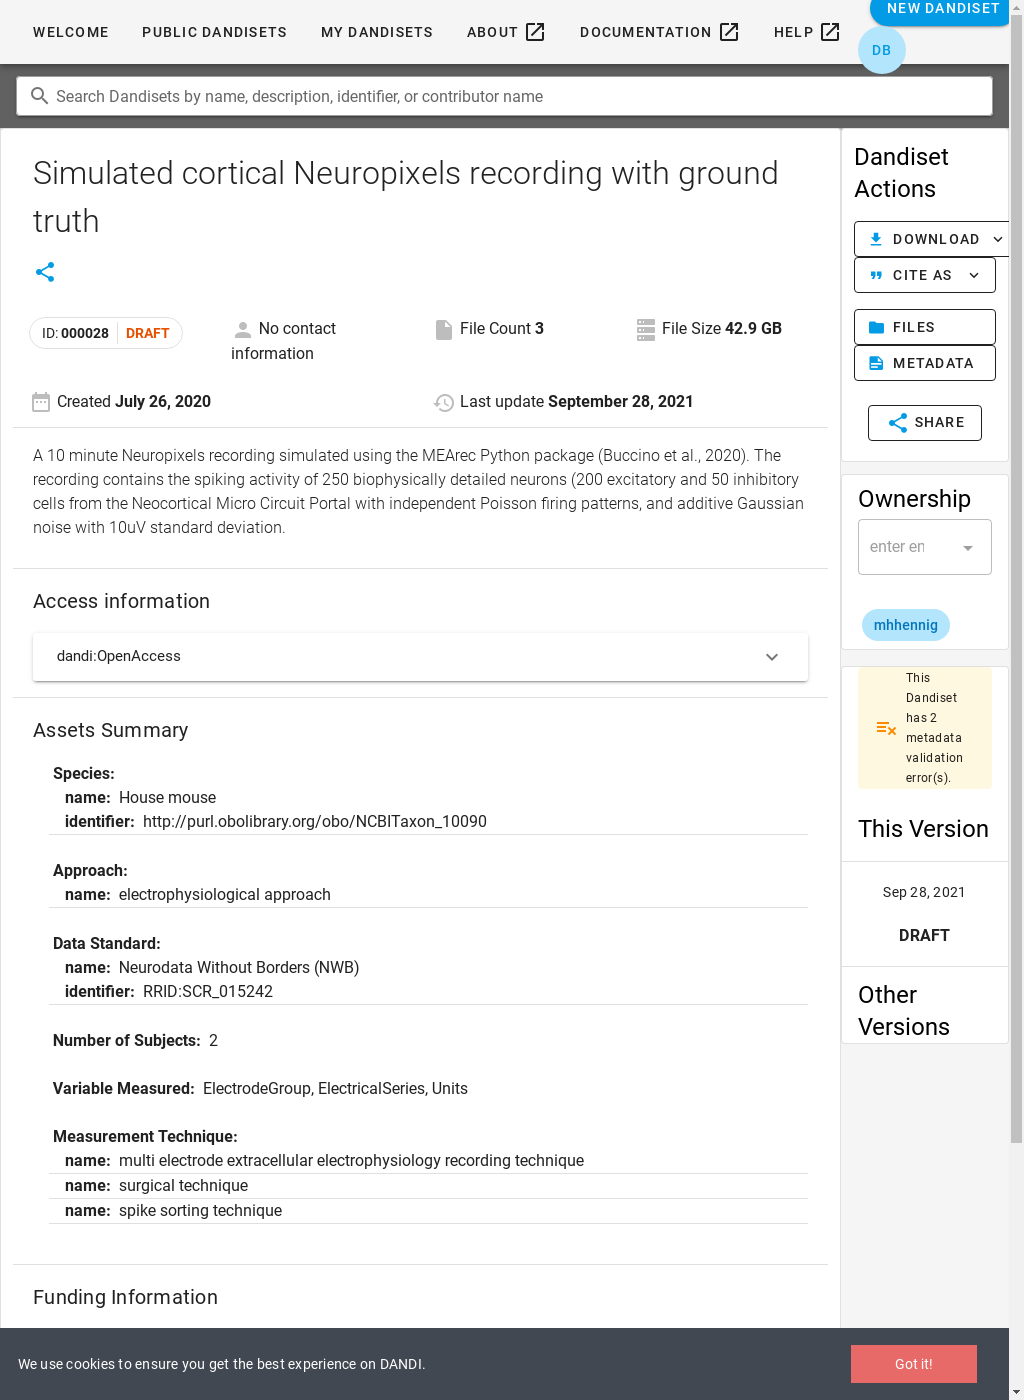 WELCOME PUBLIC DANDISETS MY DANDISETS ABOUT DOCUMENTATION HELP NEW DANDISET
DB
Search Dandisets by name, description, identifier, or contributor name
Simulated cortical Neuropixels recording with ground
truth
ID: 000028 DRAFT
No contact
information
File Count 3
File Size 42.9 GB
Created July 26, 2020
Last update September 28, 2021
A 10 minute Neuropixels recording simulated using the MEArec Python package (Buccino et al., 2020). The
recording contains the spiking activity of 250 biophysically detailed neurons (200 excitatory and 50 inhibitory
cells from the Neocortical Micro Circuit Portal with independent Poisson firing patterns, and additive Gaussian
noise with 10uV standard deviation.
Access information
dandi:OpenAccess
Assets Summary
Species:
name: House mouse
identifier: http://purl.obolibrary.org/obo/NCBITaxon_10090
Approach:
name: electrophysiological approach
Data Standard:
name: Neurodata Without Borders (NWB)
identifier: RRID:SCR_015242
Number of Subjects: 2
Variable Measured: ElectrodeGroup, ElectricalSeries, Units
Measurement Technique:
name: multi electrode extracellular electrophysiology recording technique
name: surgical technique
name: spike sorting technique
Funding Information
Dandiset
Actions
DOWNLOAD
CITE AS
FILES
METADATA
SHARE
Ownership
enter en
mhhennig
This
Dandiset
has 2
metadata
validation
error(s).
This Version
Sep 28, 2021
DRAFT
Other
Versions
We use cookies to ensure you get the best experience on DANDI.
Got it!